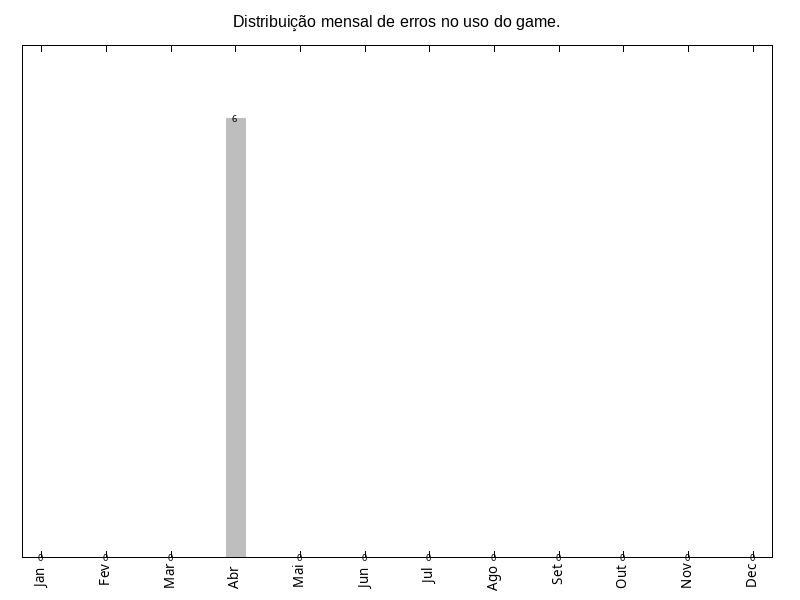 Distribuição mensal de erros no uso do game.
6
0 0 0 0 0 0 0 0 0 0 0
Jan Fev Mar Abr Mai Jun Jul Ago Set Out Nov Dec